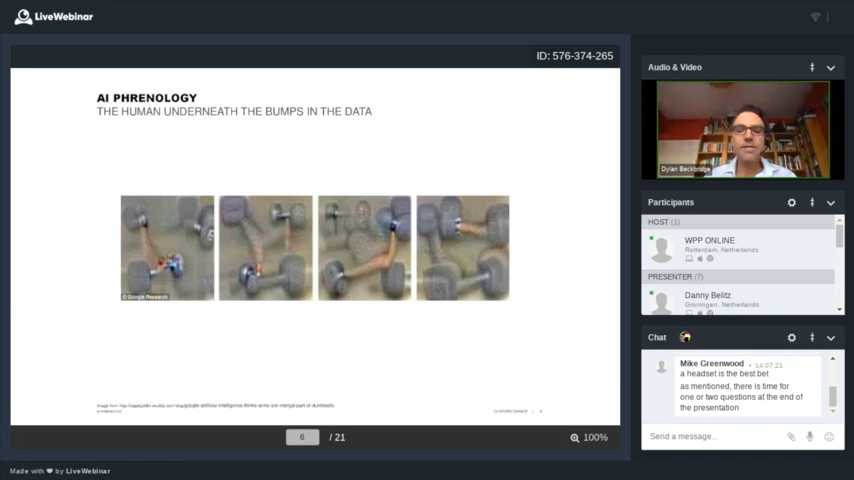 LiveWebinar
ID: 576-374-265
AI PHRENOLOGY
THE HUMAN UNDERNEATH THE BUMPS IN THE DATA
© Google Research
6 / 21
100%
Made with ❤ by LiveWebinar
Audio & Video
Dylan Beckbridge
Participants
HOST (1)
WPP ONLINE
Rotterdam, Netherlands
PRESENTER (7)
Danny Belitz
Groningen, Netherlands
Chat
Mike Greenwood • 14:07:21
a headset is the best bet
as mentioned, there is time for
one or two questions at the end of
the presentation
Send a message...